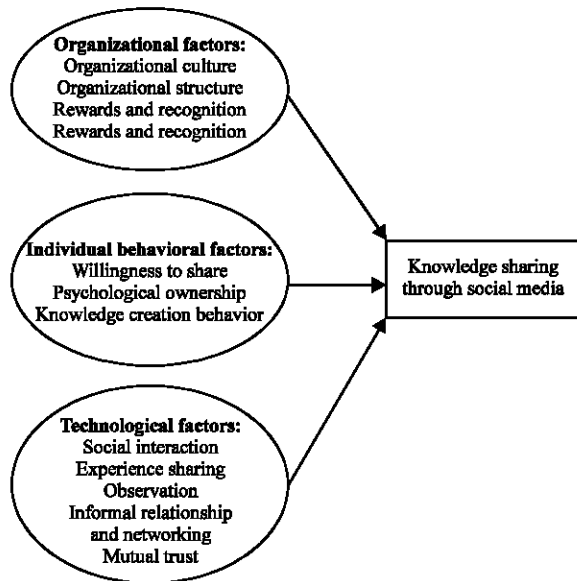 Organizational factors:
Organizational culture
Organizational structure
Rewards and recognition
Rewards and recognition
Individual behavioral factors:
Willingness to share
Psychological ownership
Knowledge creation behavior
Knowledge sharing
through social media
Technological factors:
Social interaction
Experience sharing
Observation
Informal relationship
and networking
Mutual trust